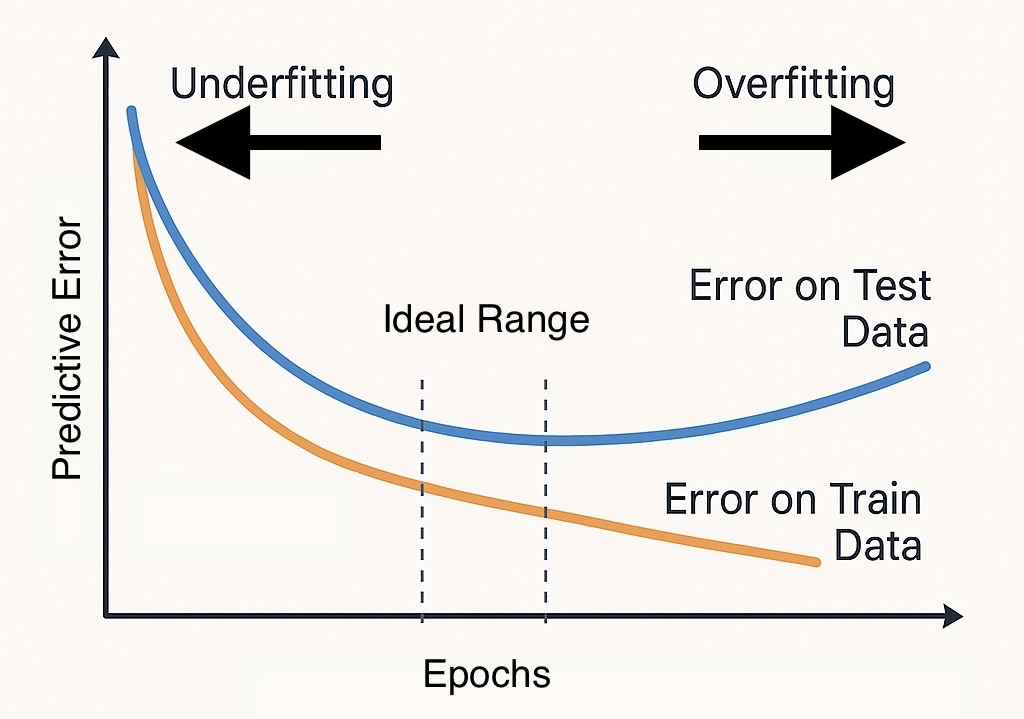 Underfitting
Overfitting
Predictive Error
Ideal Range
Error on Test
Data
Error on Train
Data
Epochs